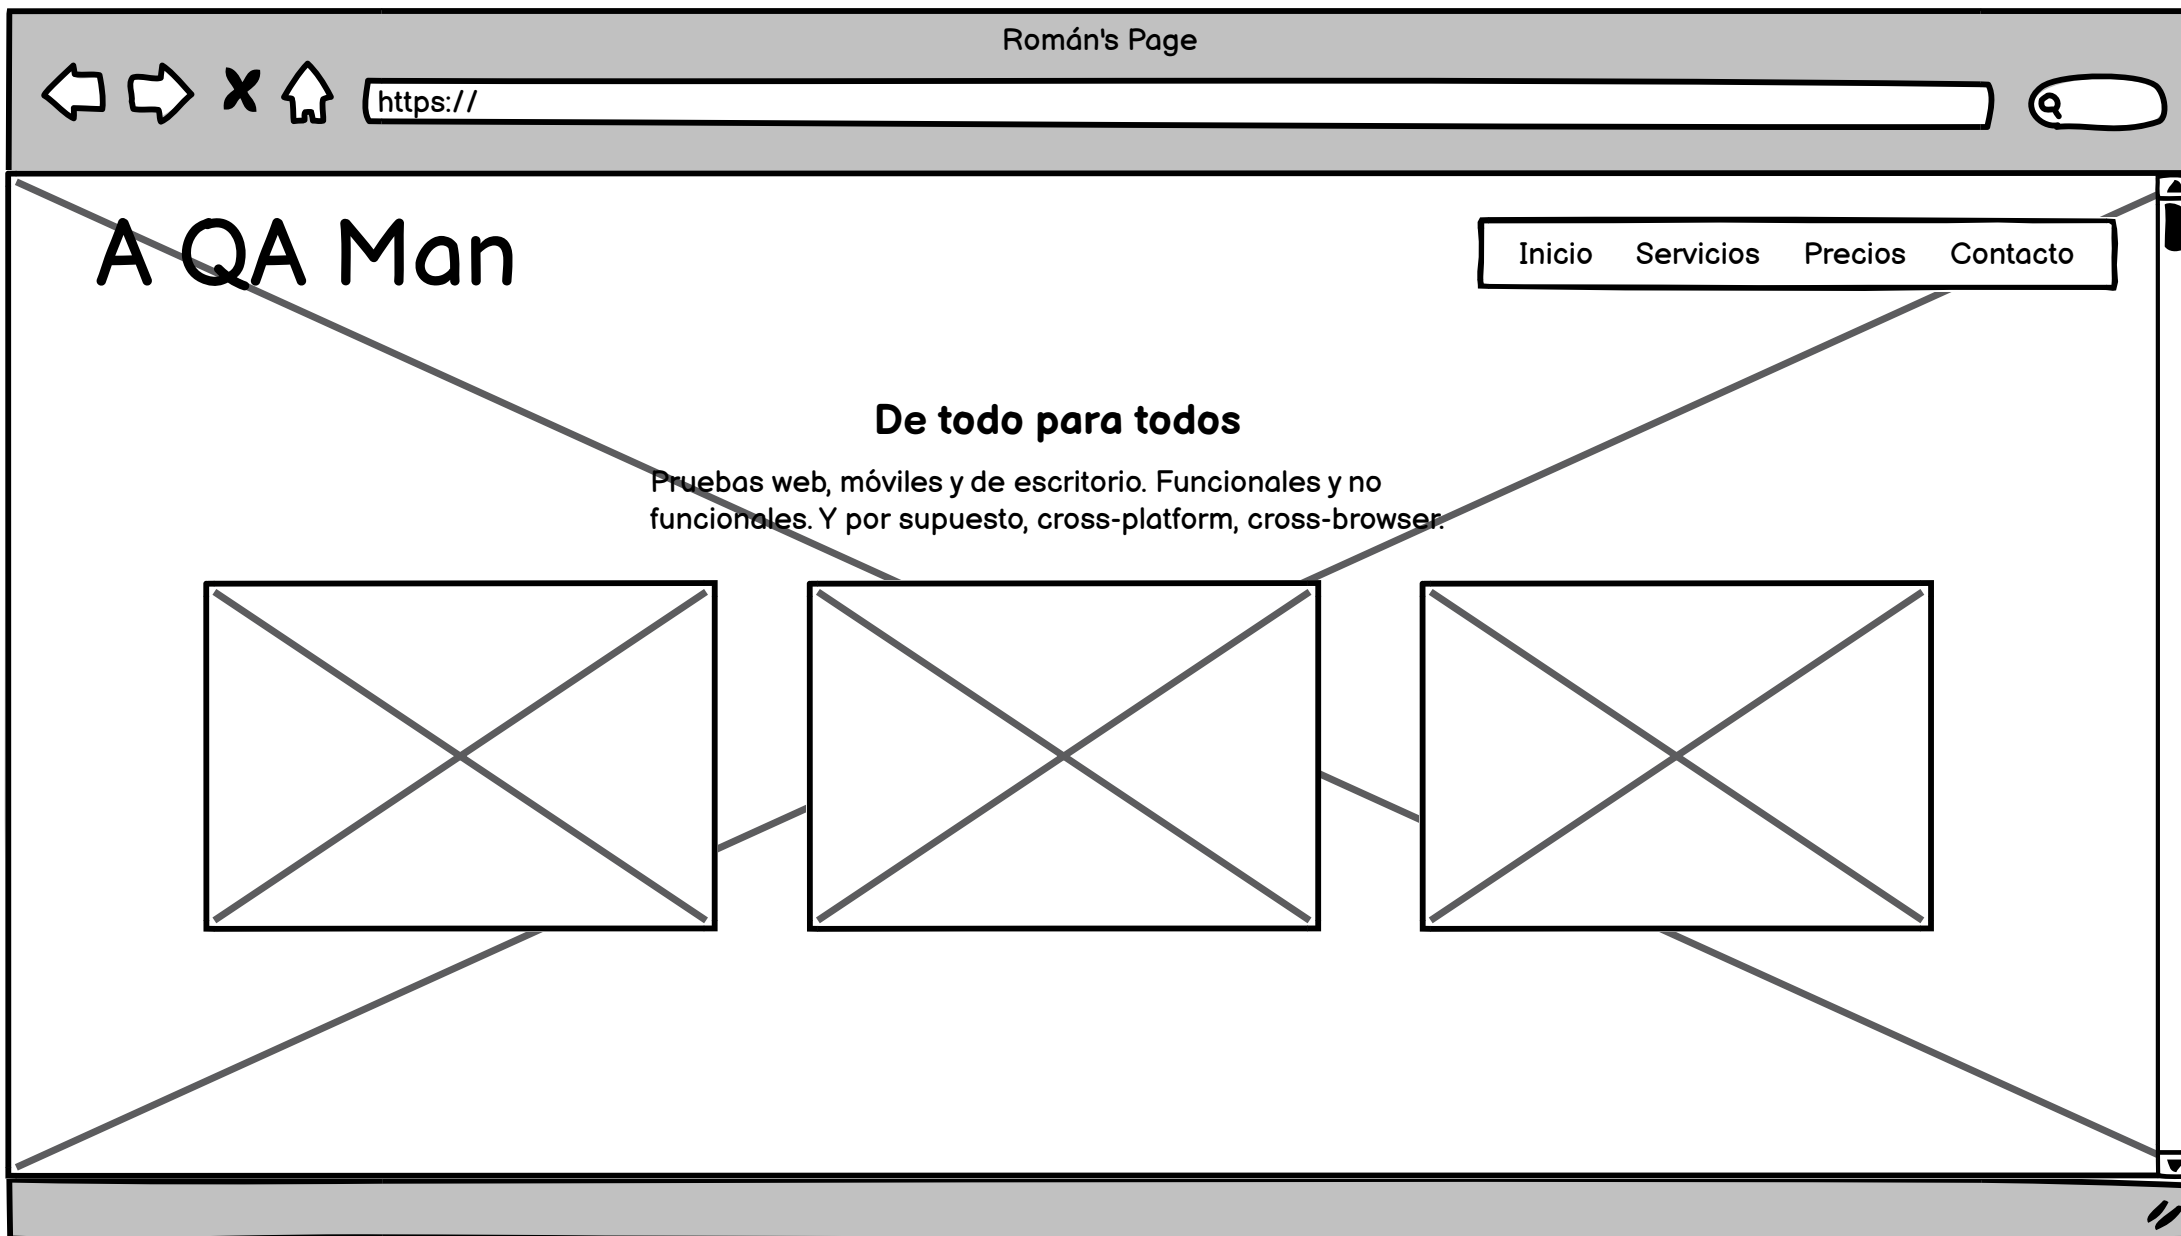 Román's Page
https://
A QA Man
Inicio Servicios Precios Contacto
De todo para todos
Pruebas web, móviles y de escritorio. Funcionales y no
funcionales. Y por supuesto, cross-platform, cross-browser.